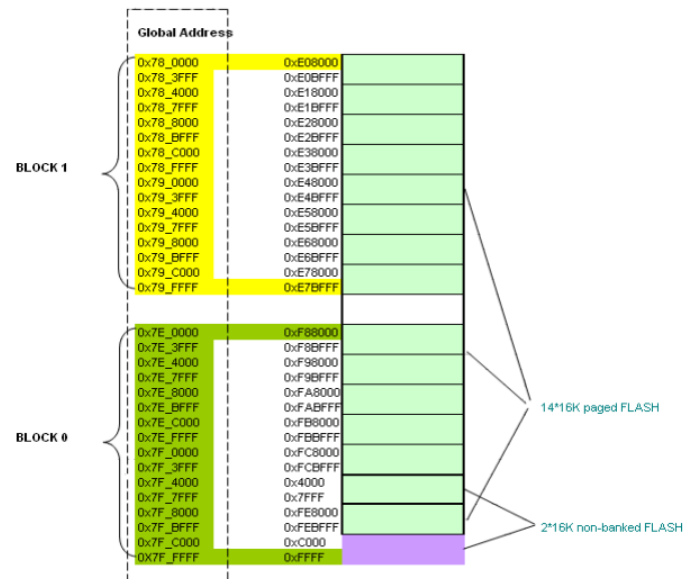 Global Address
0x78_0000 0xE08000
0x78_3FFF 0xE0BFFF
0x78_4000 0xE18000
0x78_7FFF 0xE1BFFF
0x78_8000 0xE28000
0x78_BFFF 0xE2BFFF
0x78_C000 0xE38000
BLOCK 1 0x78_FFFF 0xE3BFFF
0x79_0000 0xE48000
0x79_3FFF 0xE4BFFF
0x79_4000 0xE58000
0x79_7FFF 0xE5BFFF
0x79_8000 0xE68000
0x79_BFFF 0xE6BFFF
0x79_C000 0xE78000
0x79_FFFF 0xE7BFFF
0x7E_0000 0xF88000
0x7E_3FFF 0xF8BFFF
0x7E_4000 0xF98000
0x7E_7FFF 0xF9BFFF
0x7E_8000 0xFA8000
14*16K paged FLASH
0x7E_BFFF 0xFABFFF
0x7E_C000 0xFB8000
BLOCK 0 0x7E_FFFF 0xFBBFFF
0x7F_0000 0xFC8000
0x7F_3FFF 0xFCBFFF
0x7F_4000 0x4000
0x7F_7FFF 0x7FFF
0x7F_8000 0xFE8000
0x7F_BFFF 0xFEBFFF
2*16K non-banked FLASH
0x7F_C000 0xC000
0X7F_FFFF 0xFFFF